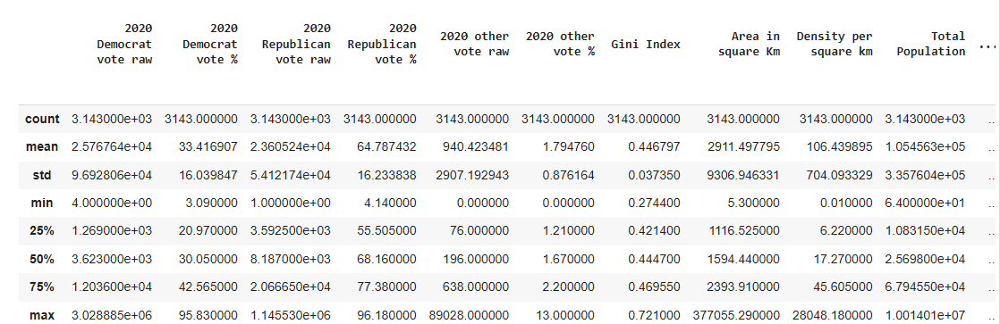 2020 Democrat vote raw 2020 Democrat vote % 2020 Republican vote raw 2020 Republican vote % 2020 other vote raw 2020 other vote % Gini Index Area in square Km Density per square km Total Population ...
count 3.143000e+03 3143.000000 3.143000e+03 3143.000000 3143.000000 3143.000000 3143.000000 3143.000000 3143.000000 3.143000e+03 ..
mean 2.576764e+04 33.416907 2.360524e+04 64.787432 940.423481 1.794760 0.446797 2911.497795 106.439895 1.054563e+05 ..
std 9.692806e+04 16.039847 5.412174e+04 16.233838 2907.192943 0.876164 0.037350 9306.946331 704.093329 3.357604e+05 ..
min 4.000000e+00 3.090000 1.000000e+00 4.140000 0.000000 0.000000 0.274400 5.300000 0.010000 6.400000e+01 ..
25% 1.269000e+03 20.970000 3.592500e+03 55.505000 76.000000 1.210000 0.421400 1116.525000 6.220000 1.083150e+04 ..
50% 3.623000e+03 30.050000 8.187000e+03 68.160000 196.000000 1.670000 0.444700 1594.440000 17.270000 2.569800e+04 ..
75% 1.203600e+04 42.565000 2.066650e+04 77.380000 638.000000 2.200000 0.469550 2393.910000 45.605000 6.794550e+04 ..
max 3.028885e+06 95.830000 1.145530e+06 96.180000 89028.000000 13.000000 0.721000 377055.290000 28048.180000 1.001401e+07 ..